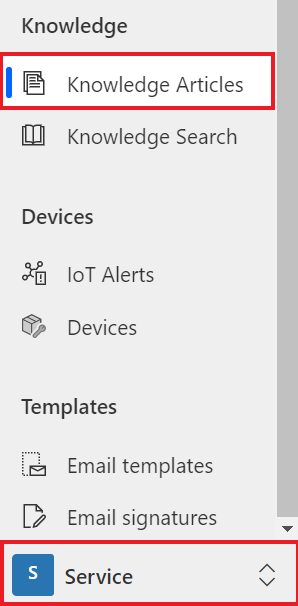 Knowledge
Knowledge Articles
Knowledge Search
Devices
IoT Alerts
Devices
Templates
Email templates
Email signatures
S Service